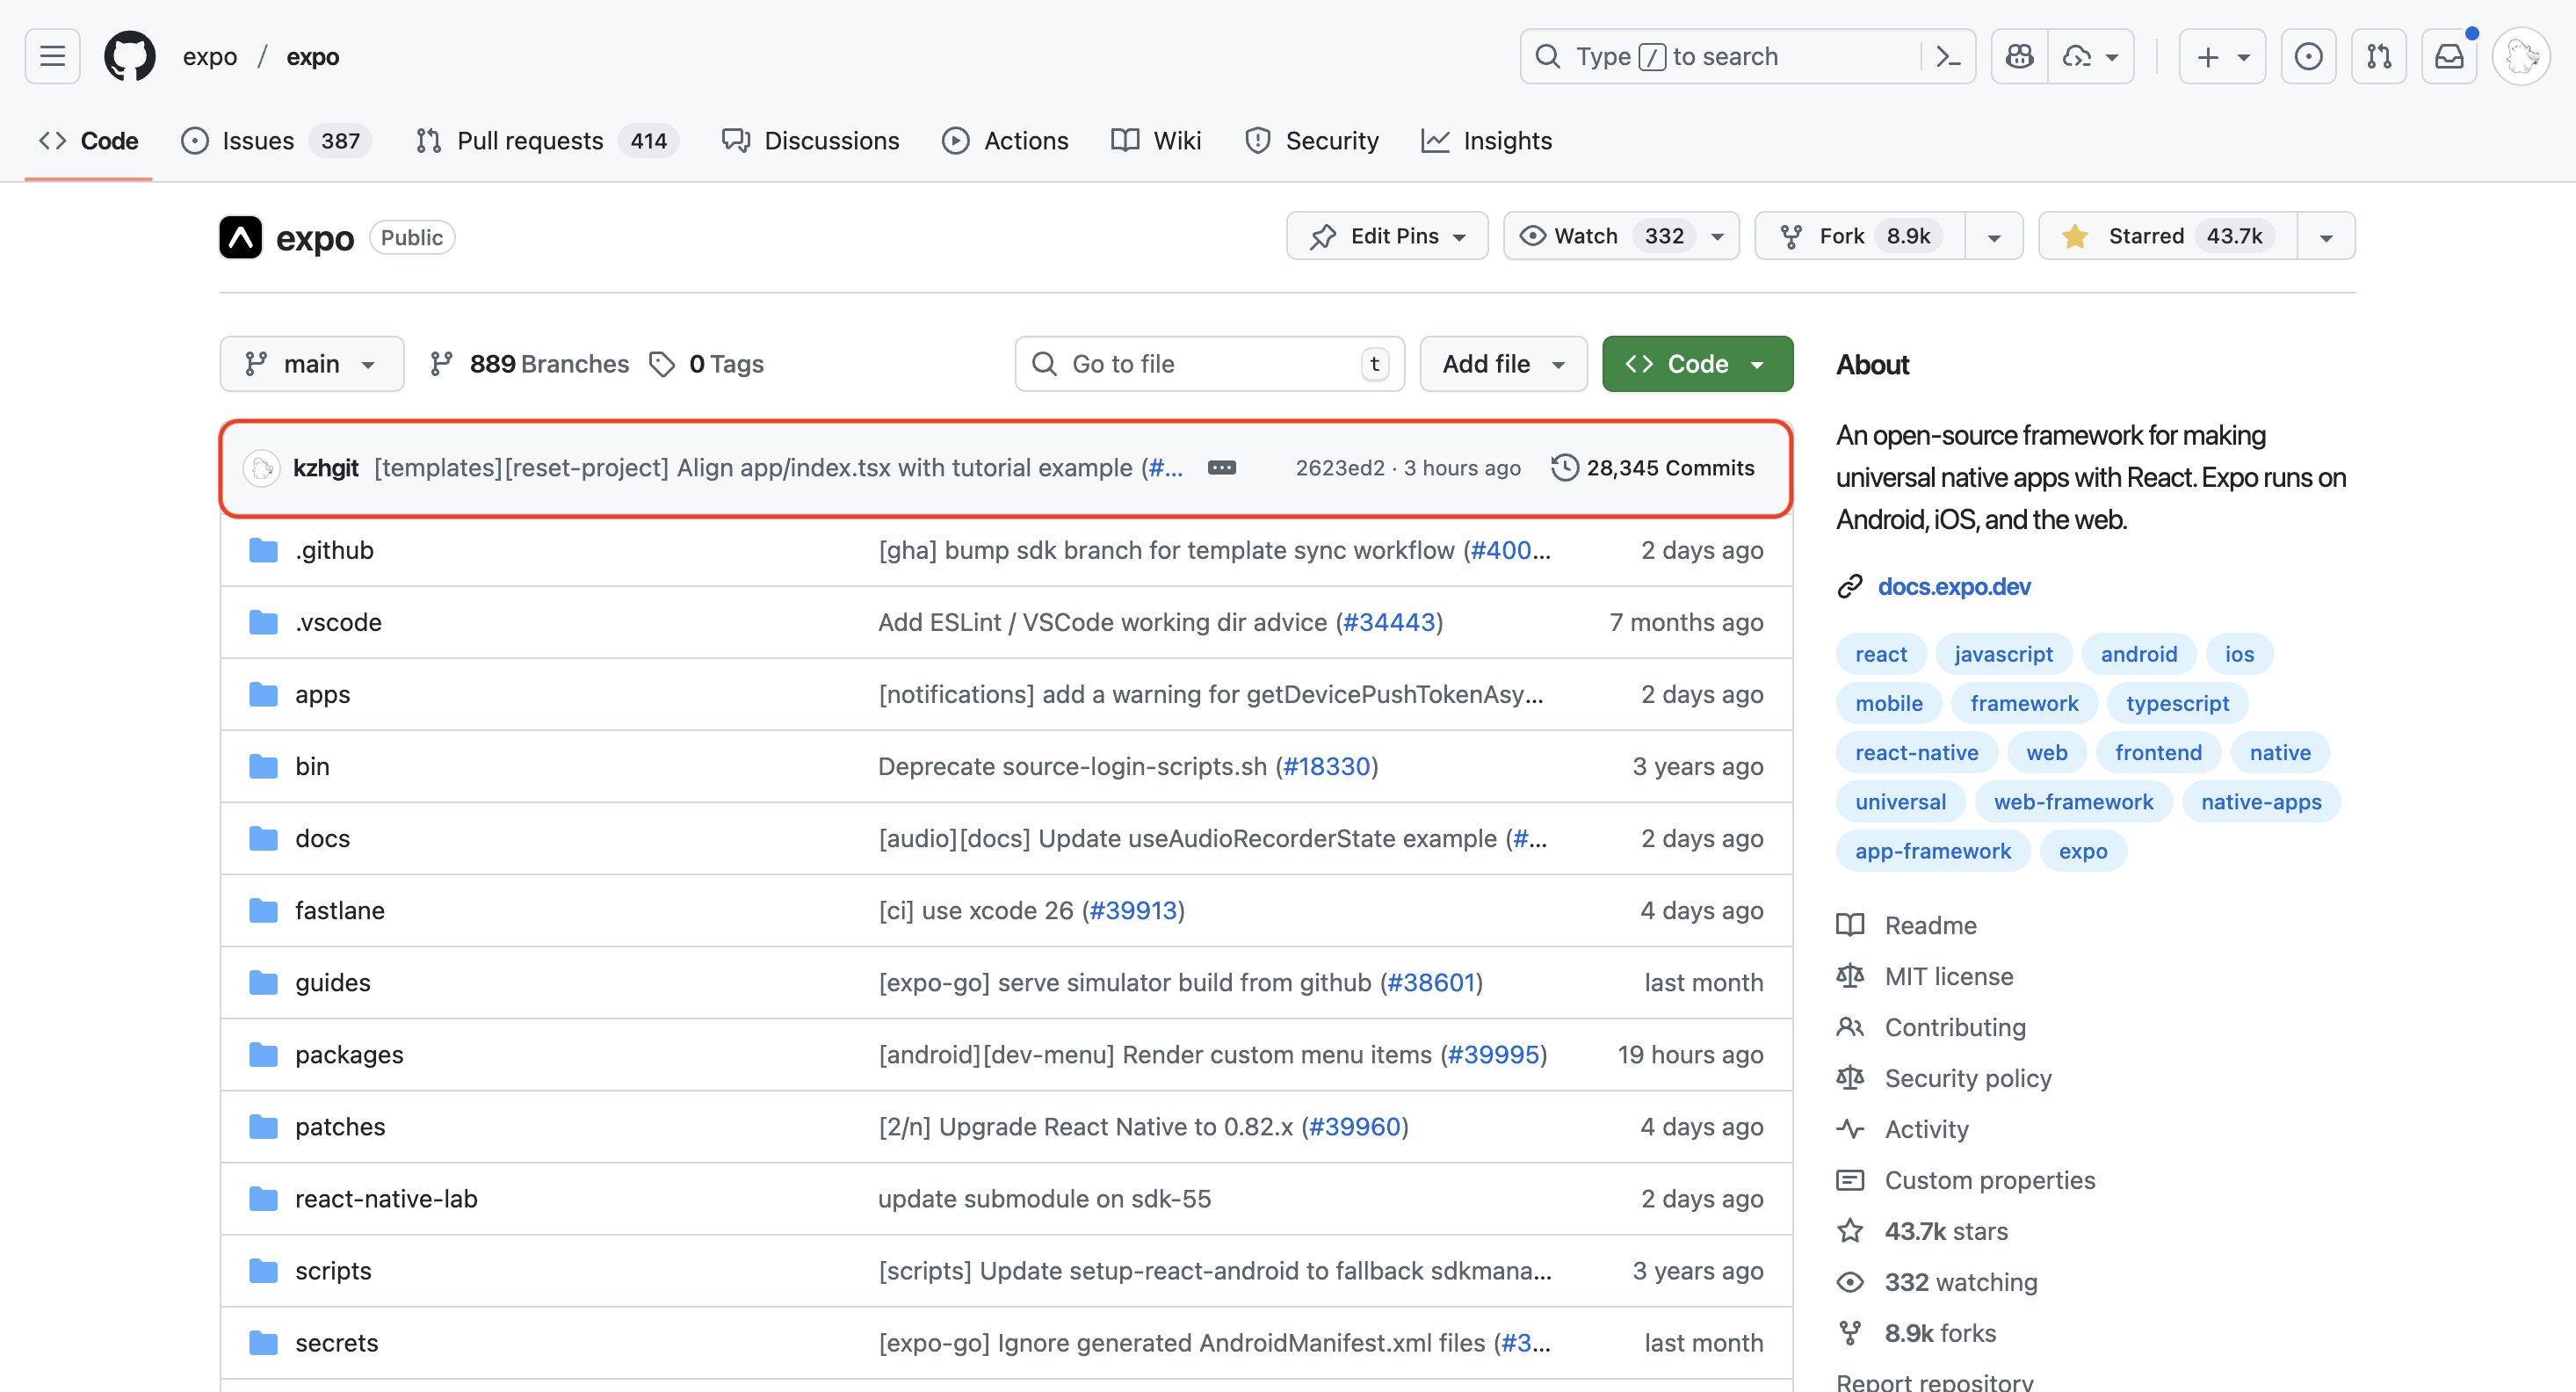 expo / expo
Type / to search
Code Issues 387 Pull requests 414 Discussions Actions Wiki Security Insights
expo Public
Edit Pins Watch 332 Fork 8.9k Starred 43.7k
main 889 Branches 0 Tags Go to file t Add file Code
kzhgit [templates][reset-project] Align app/index.tsx with tutorial example (#... 2623ed2 · 3 hours ago 28,345 Commits
.github [gha] bump sdk branch for template sync workflow (#400... 2 days ago
.vscode Add ESLint / VSCode working dir advice (#34443) 7 months ago
apps [notifications] add a warning for getDevicePushTokenAsy... 2 days ago
bin Deprecate source-login-scripts.sh (#18330) 3 years ago
docs [audio][docs] Update useAudioRecorderState example (#... 2 days ago
fastlane [ci] use xcode 26 (#39913) 4 days ago
guides [expo-go] serve simulator build from github (#38601) last month
packages [android][dev-menu] Render custom menu items (#39995) 19 hours ago
patches [2/n] Upgrade React Native to 0.82.x (#39960) 4 days ago
react-native-lab update submodule on sdk-55 2 days ago
scripts [scripts] Update setup-react-android to fallback sdkmana... 3 years ago
secrets [expo-go] Ignore generated AndroidManifest.xml files (#3... last month
About
An open-source framework for making
universal native apps with React. Expo runs on
Android, iOS, and the web.
docs.expo.dev
react javascript android ios
mobile framework typescript
react-native web frontend native
universal web-framework native-apps
app-framework expo
Readme
MIT license
Contributing
Security policy
Activity
Custom properties
43.7k stars
332 watching
8.9k forks
Report repository